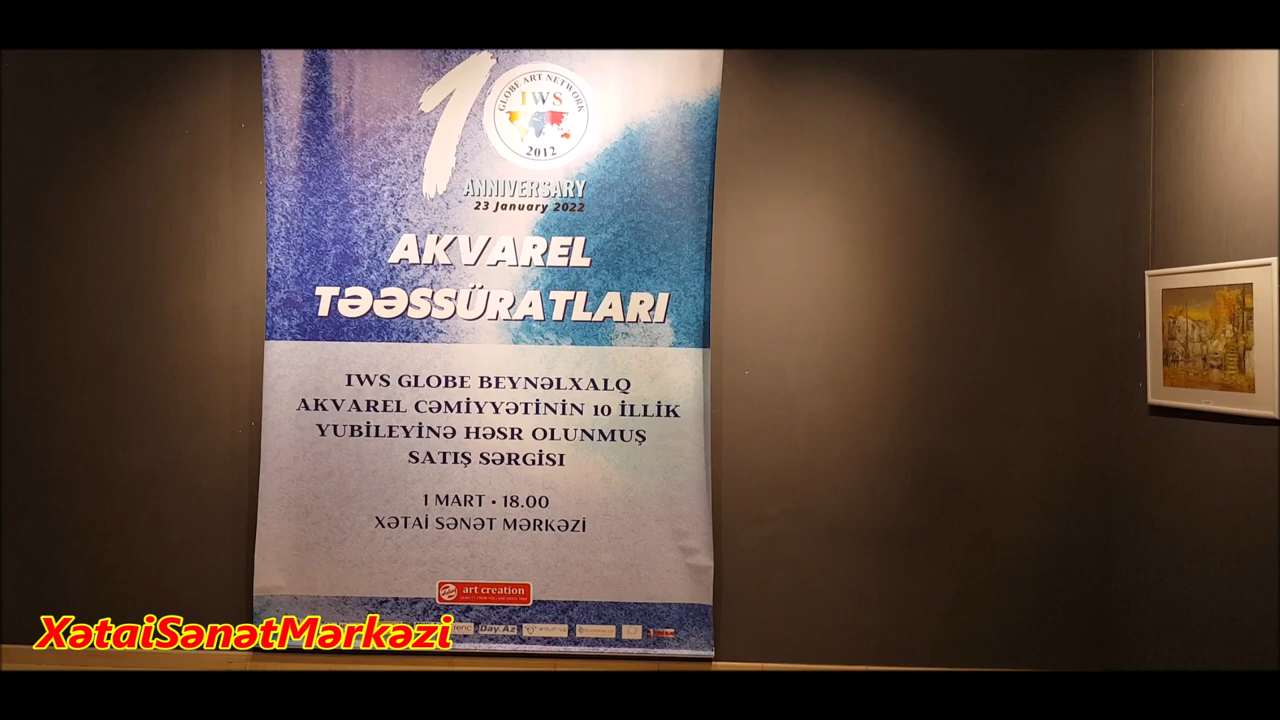 10
GLOBE ART NETWORK
IWS
2012
ANNIVERSARY
23 January 2022
AKVAREL
TƏƏSSÜRATLARI
IWS GLOBE BEYNƏLXALQ
AKVAREL CƏMİYYƏTİNİN 10 İLLİK
YUBİLEYİNƏ HƏSR OLUNMUŞ
SATIŞ SƏRGİSI
1 MART • 18.00
XƏTAİ SƏNƏT MƏRKƏZİ
art creation
Day.Az
XətaiSənətMərkəzi